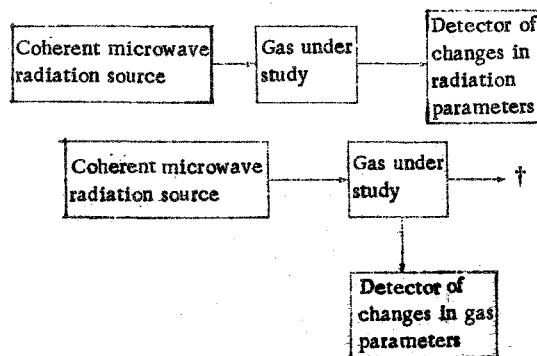 Coherent microwave
radiation source
Gas under
study
Detector of
changes in
radiation
parameters
Coherent microwave
radiation source
Gas under
study
†
Detector of
changes in gas
parameters